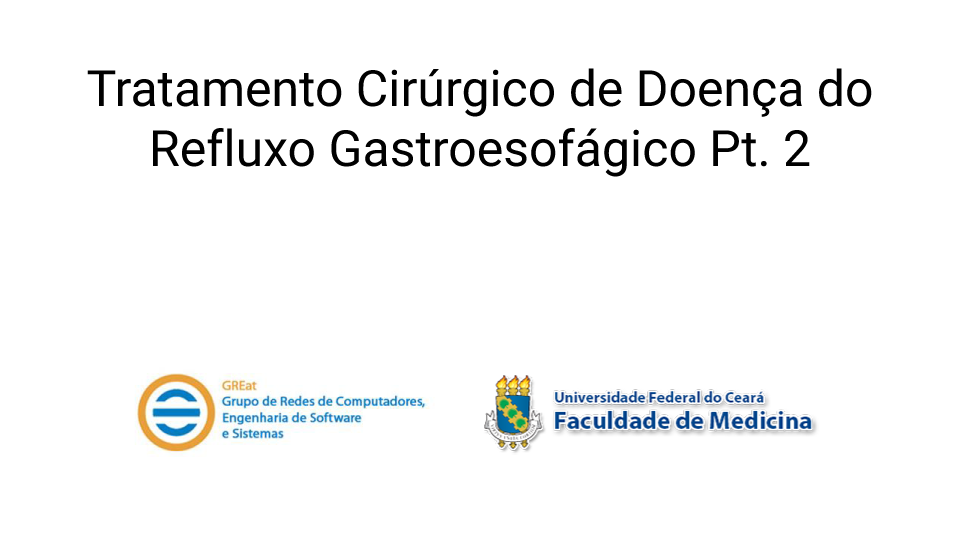 Tratamento Cirúrgico de Doença do
Refluxo Gastroesofágico Pt. 2
GREat
Grupo de Redes de Computadores,
Engenharia de Software
e Sistemas
Universidade Federal do Ceará
Faculdade de Medicina